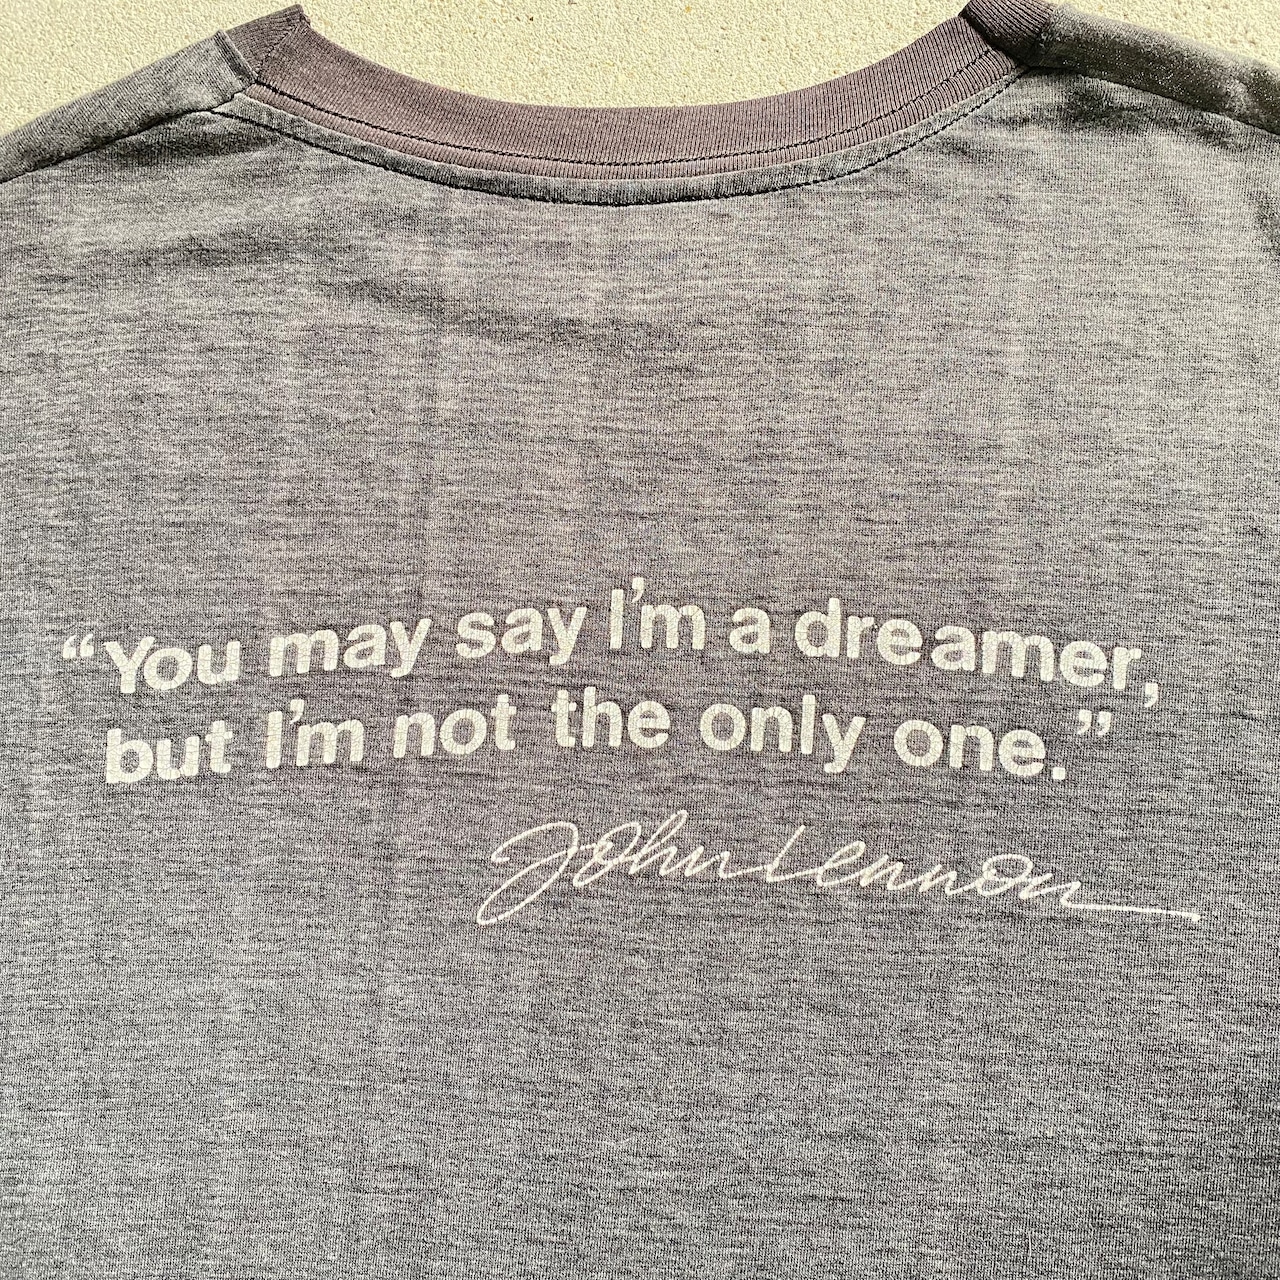 “You may say I'm a dreamer,
but I'm not the only one.”
John Lennon